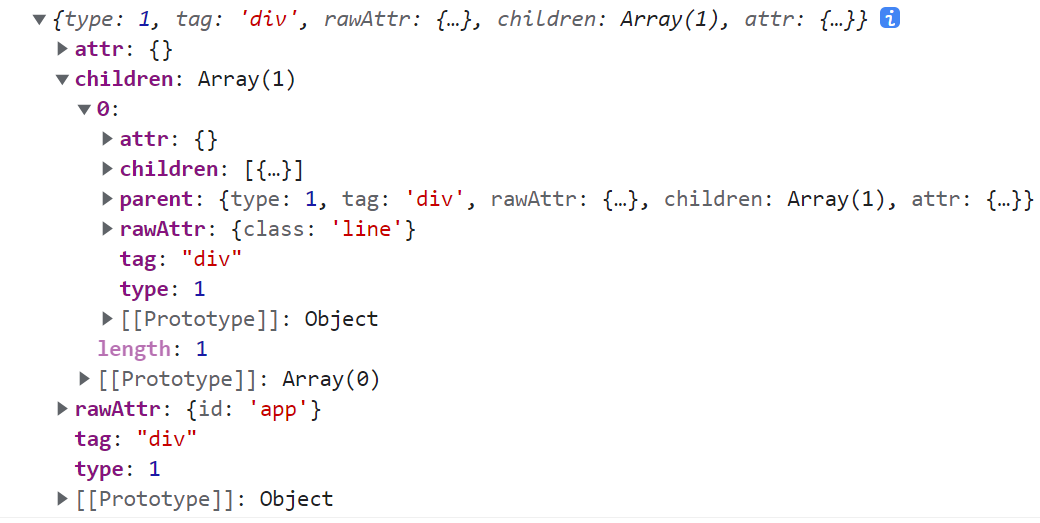 ▼ {type: 1, tag: 'div', rawAttr: {…}, children: Array(1), attr: {…}} i
▶ attr: {}
▼ children: Array(1)
▼ 0:
▶ attr: {}
▶ children: [{…}]
▶ parent: {type: 1, tag: 'div', rawAttr: {…}, children: Array(1), attr: {…}}
▶ rawAttr: {class: 'line'}
tag: "div"
type: 1
▶ [[Prototype]]: Object
length: 1
▶ [[Prototype]]: Array(0)
▶ rawAttr: {id: 'app'}
tag: "div"
type: 1
▶ [[Prototype]]: Object